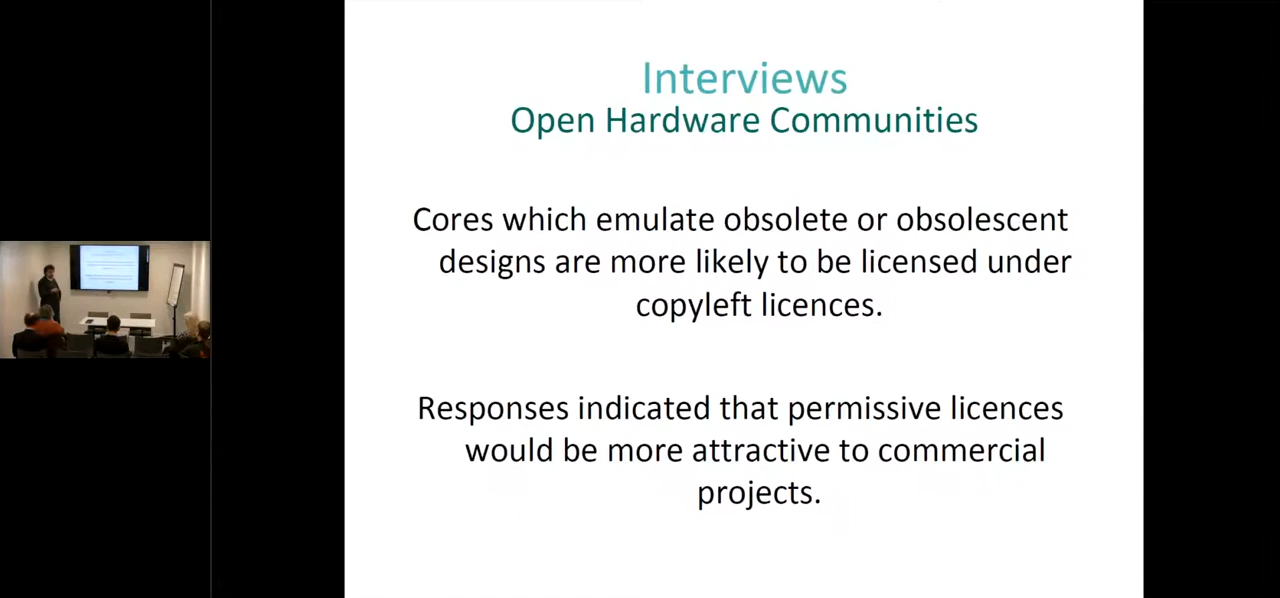 Interviews
Open Hardware Communities
Cores which emulate obsolete or obsolescent
designs are more likely to be licensed under
copyleft licences.
Responses indicated that permissive licences
would be more attractive to commercial
projects.